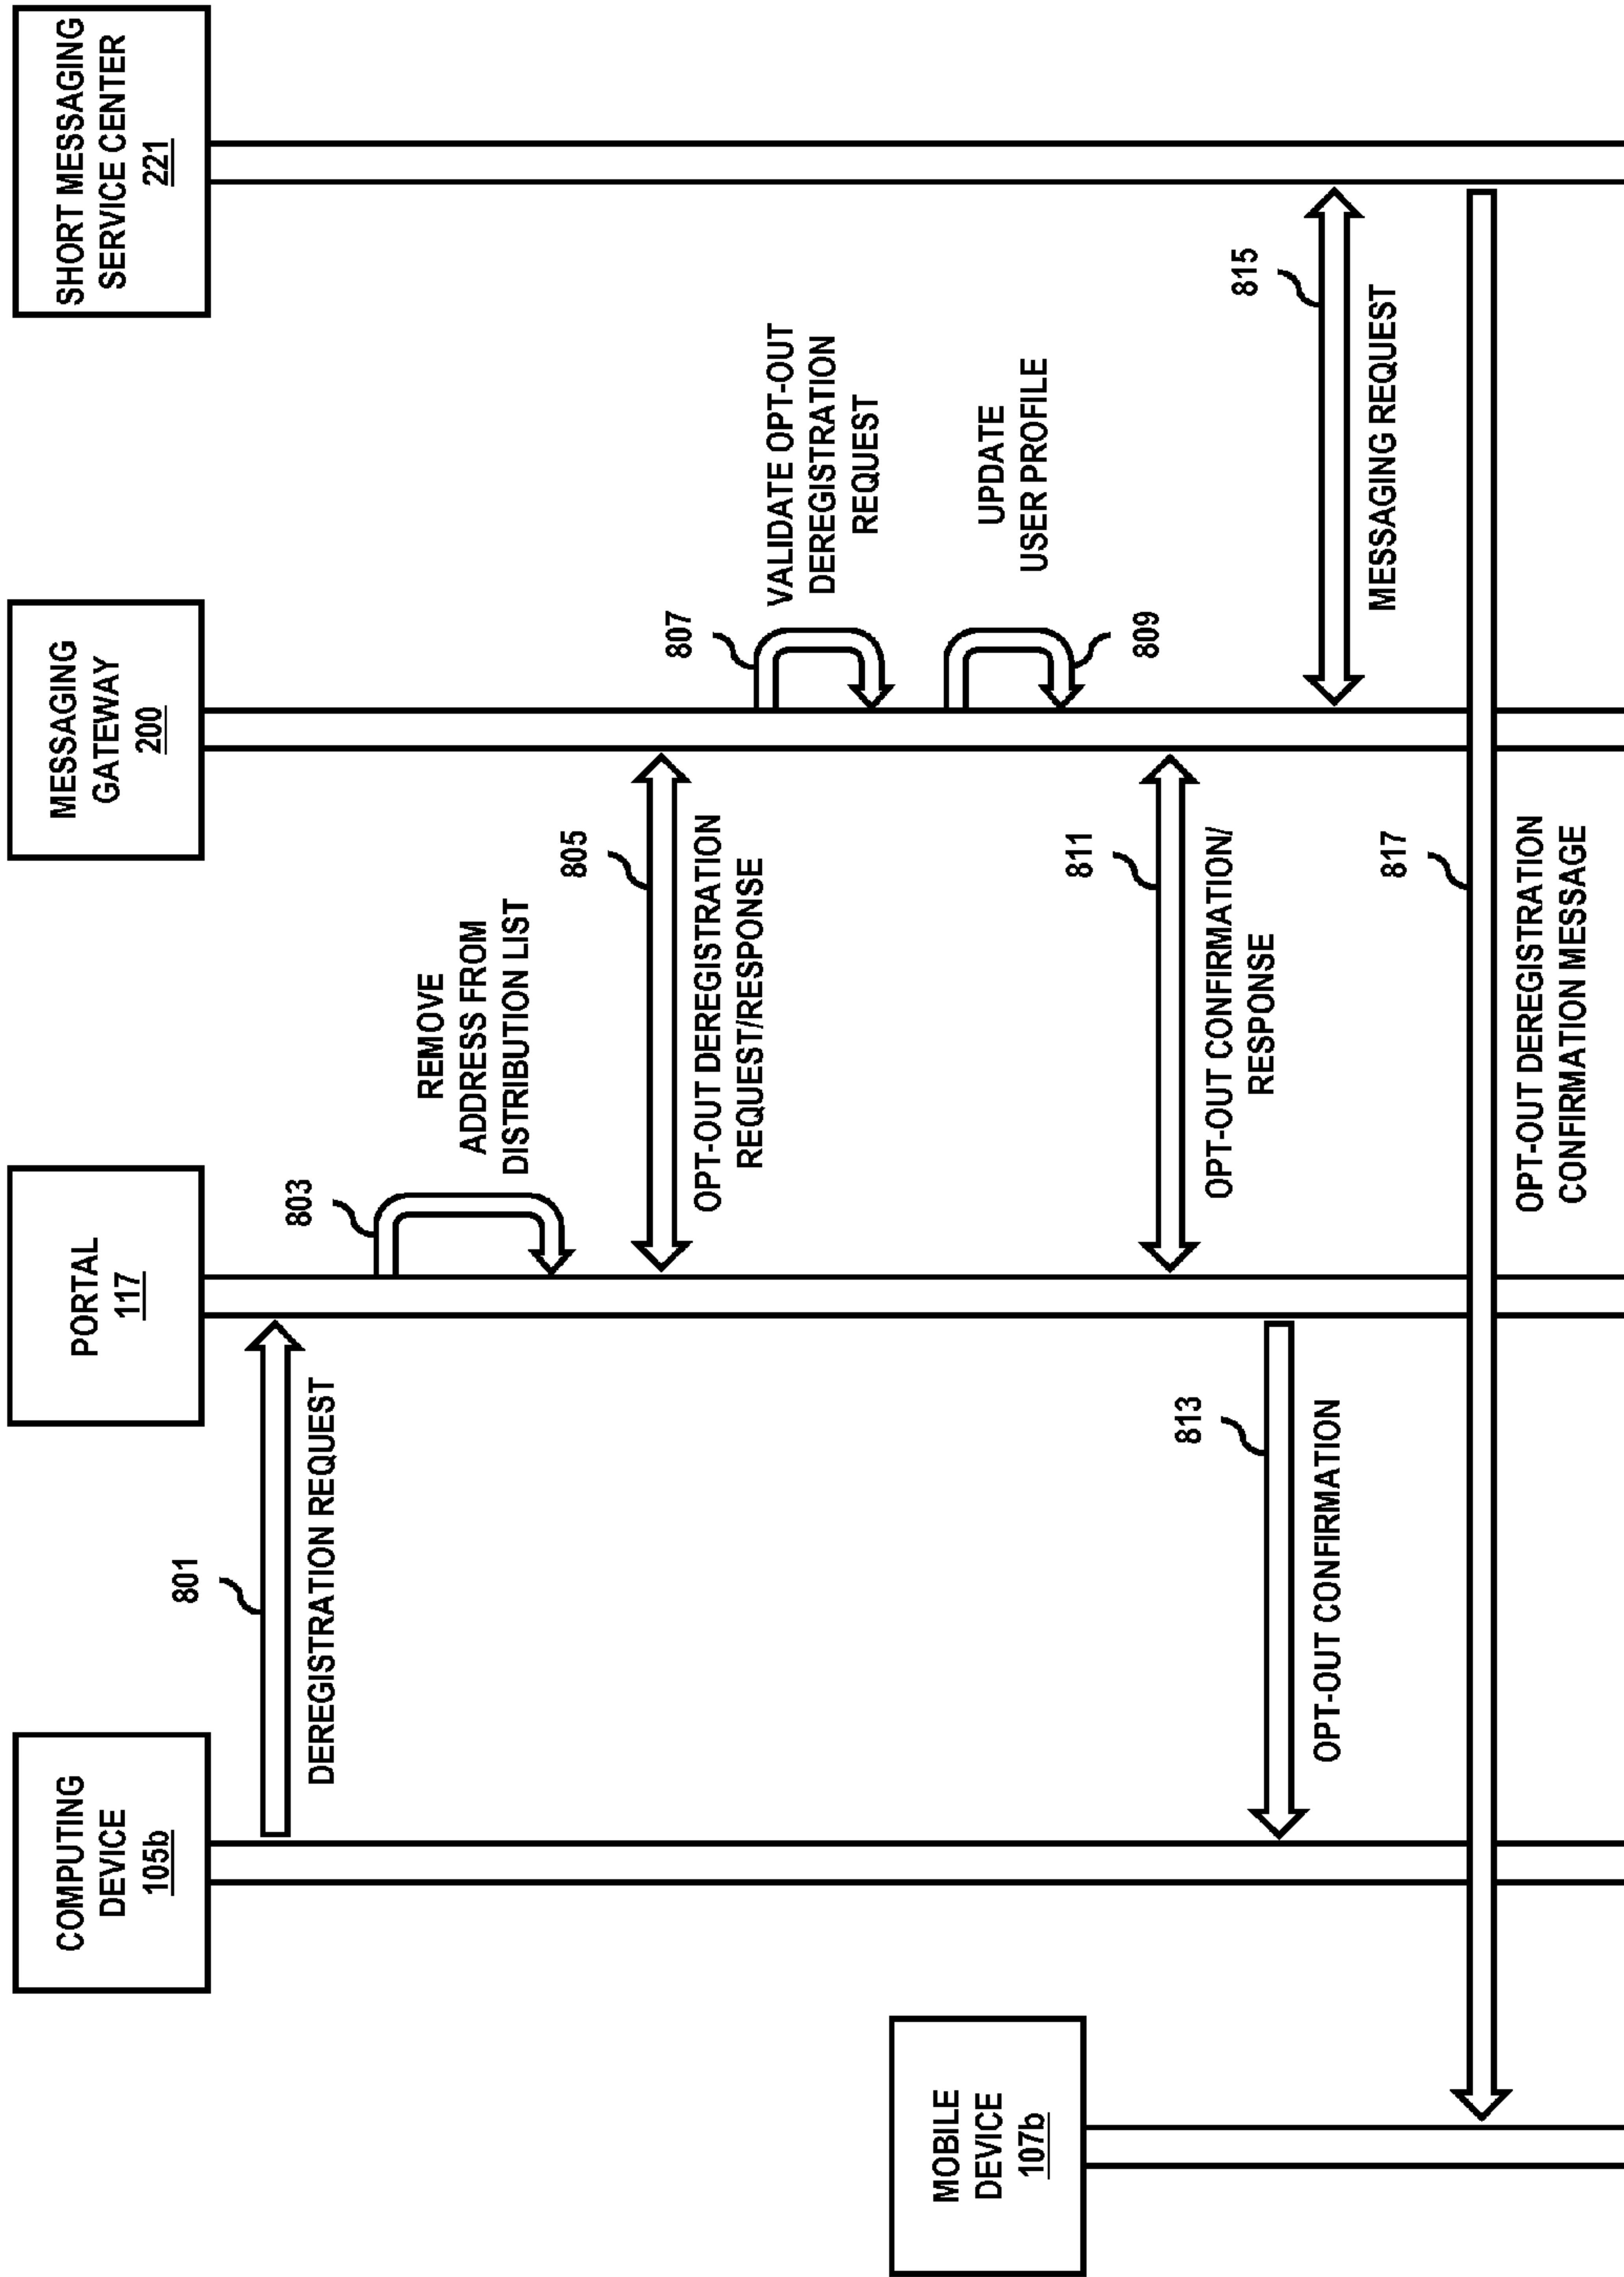 MOBILE
DEVICE
107b
COMPUTING
DEVICE
105b
PORTAL
117
MESSAGING
GATEWAY
200
SHORT MESSAGING
SERVICE CENTER
221
801
DEREGISTRATION REQUEST
803
REMOVE
ADDRESS FROM
DISTRIBUTION LIST
805
OPT-OUT DEREGISTRATION
REQUEST/RESPONSE
807
VALIDATE OPT-OUT
DEREGISTRATION
REQUEST
809
UPDATE
USER PROFILE
811
OPT-OUT CONFIRMATION/
RESPONSE
813
OPT-OUT CONFIRMATION
815
MESSAGING REQUEST
817
OPT-OUT DEREGISTRATION
CONFIRMATION MESSAGE